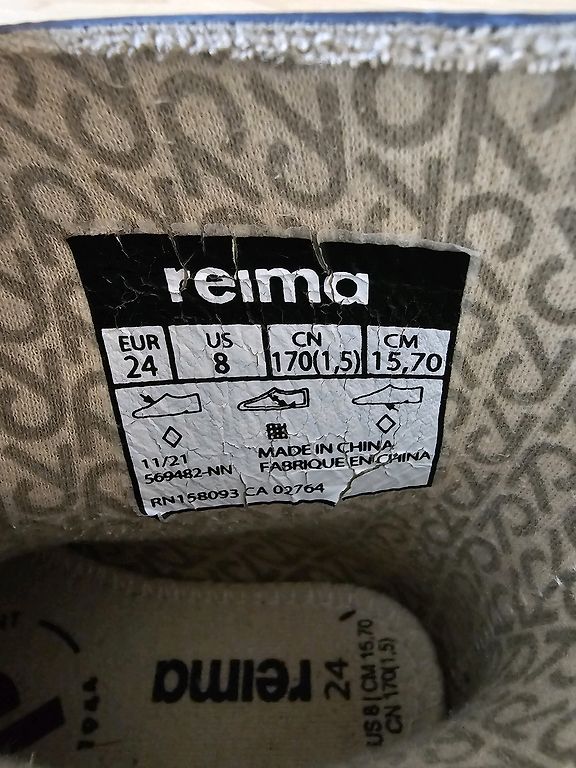 reima
EUR US CN CM
24 8 170(1,5) 15,70
11/21
569482-NN
MADE IN CHINA
FABRIQUE EN CHINA
RN158093 CA 02764
reima
24
US 8 | CM 15.70
CN 170(1,5)
1944